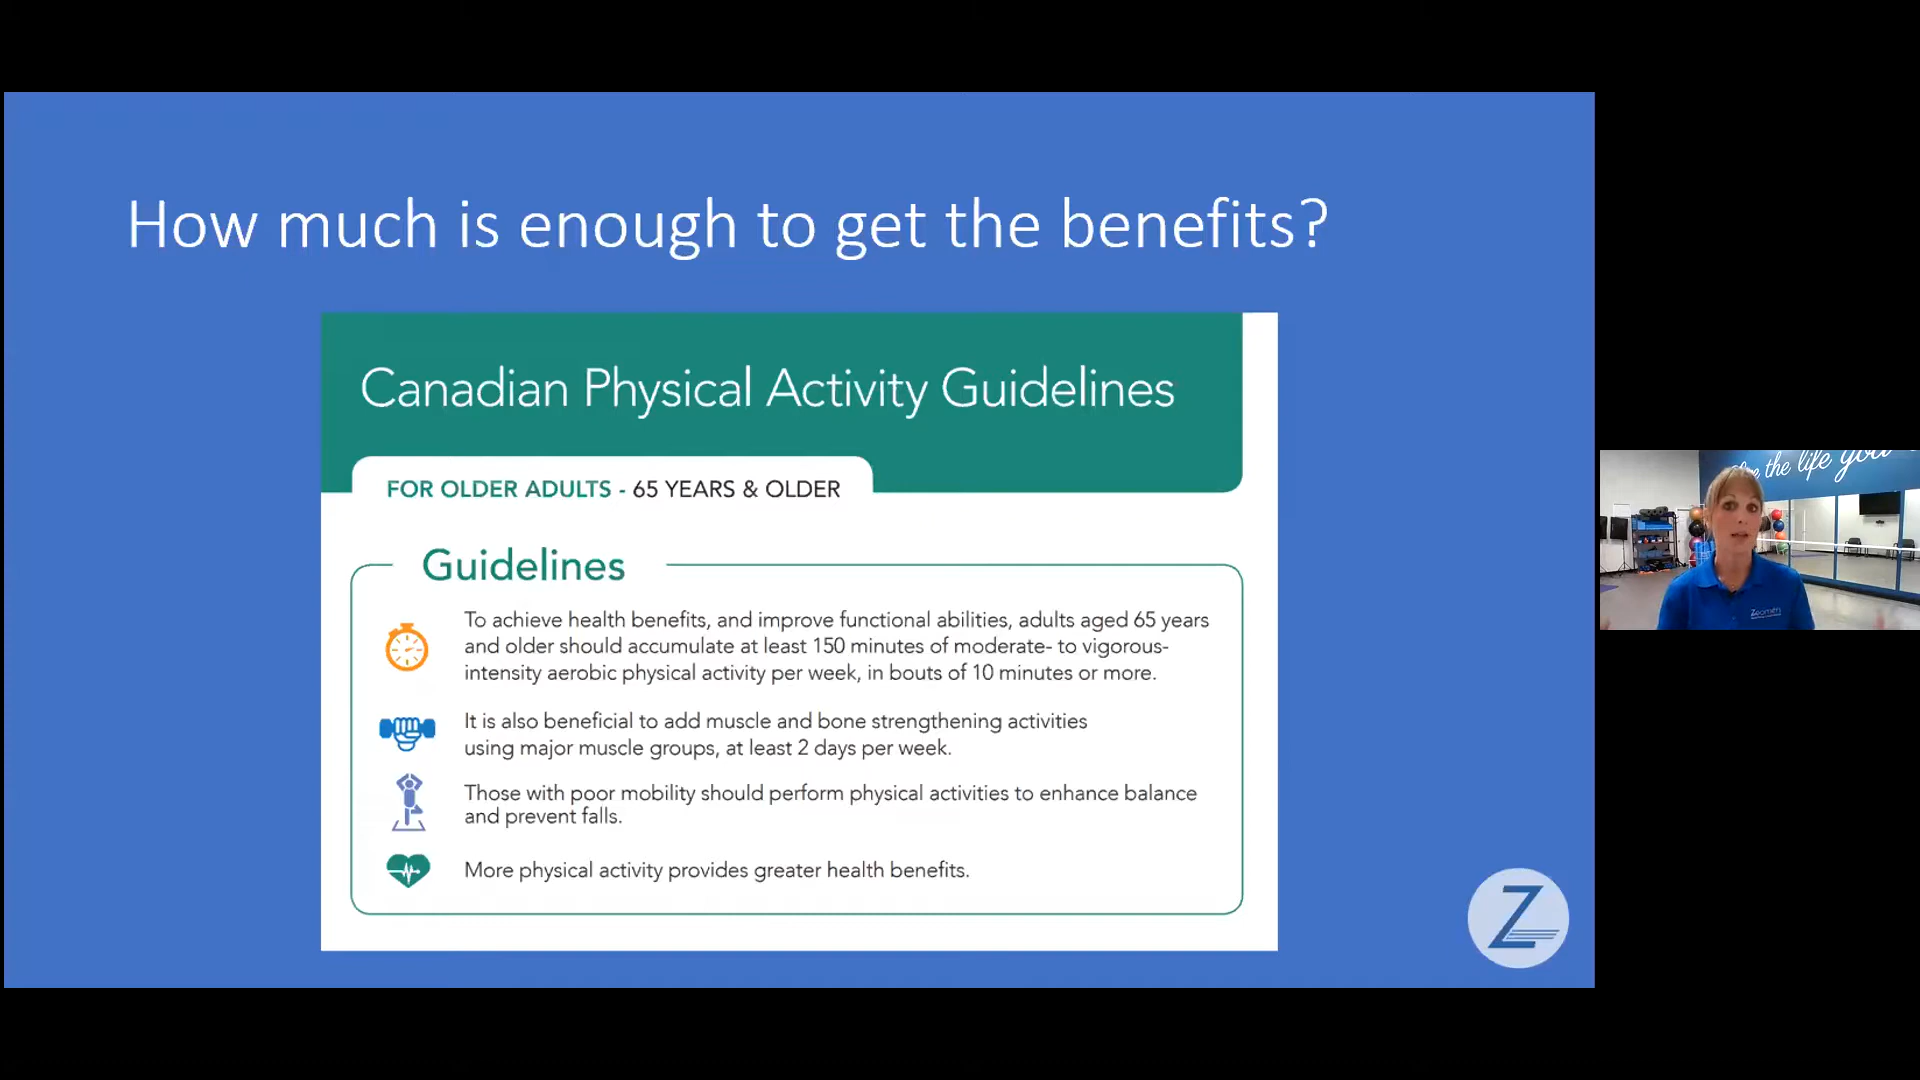 How much is enough to get the benefits?
Canadian Physical Activity Guidelines
FOR OLDER ADULTS - 65 YEARS & OLDER
Guidelines
To achieve health benefits, and improve functional abilities, adults aged 65 years
and older should accumulate at least 150 minutes of moderate- to vigorous-
intensity aerobic physical activity per week, in bouts of 10 minutes or more.
It is also beneficial to add muscle and bone strengthening activities
using major muscle groups, at least 2 days per week.
Those with poor mobility should perform physical activities to enhance balance
and prevent falls.
More physical activity provides greater health benefits.
Z
the life you